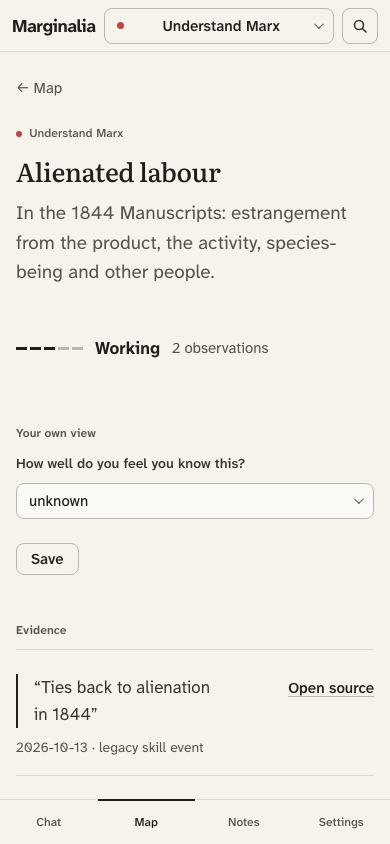 Marginalia
Understand Marx
← Map
Understand Marx
Alienated labour
In the 1844 Manuscripts: estrangement
from the product, the activity, species-
being and other people.
Working 2 observations
Your own view
How well do you feel you know this?
unknown
Save
Evidence
“Ties back to alienation
in 1844”
Open source
2026-10-13 · legacy skill event
Chat
Map
Notes
Settings